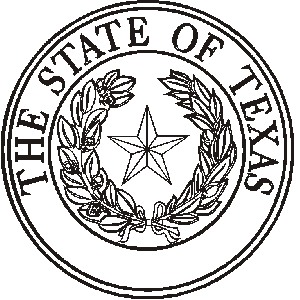 THE STATE OF TEXAS